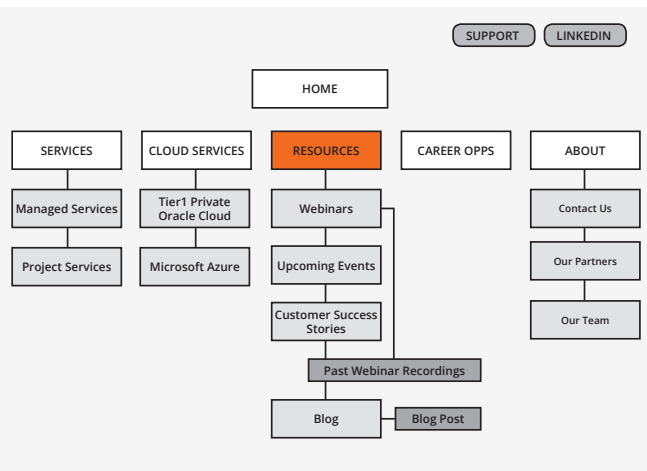 SUPPORT
LINKEDIN
HOME
SERVICES
CLOUD SERVICES
RESOURCES
CAREER OPPS
ABOUT
Managed Services
Tier1 Private
Oracle Cloud
Webinars
Contact Us
Project Services
Microsoft Azure
Upcoming Events
Our Partners
Customer Success
Stories
Our Team
Past Webinar Recordings
Blog
Blog Post